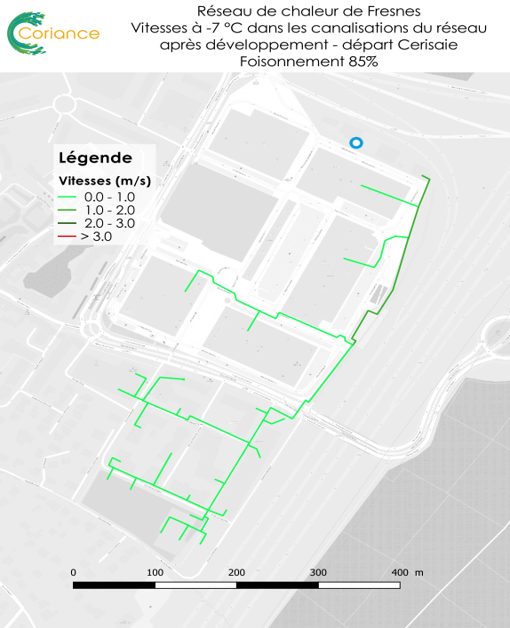 Coriance
Réseau de chaleur de Fresnes
Vitesses à -7 °C dans les canalisations du réseau
après développement - départ Cerisaie
Foisonnement 85%
Légende
Vitesses (m/s)
0.0 - 1.0
1.0 - 2.0
2.0 - 3.0
> 3.0
0 100 200 300 400 m